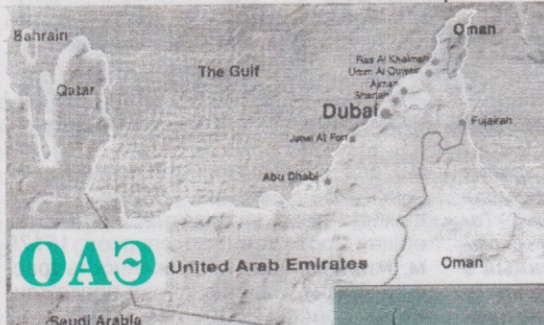 Bahrain
Oman
Ras Al Khaimah
Umm Al Quwain
The Gulf
Ajman
Qatar
Sharjah
Dubai
Fujairah
Jebel Ali Port
Abu Dhabi
ОАЭ
United Arab Emirates
Oman
Saudi Arabia